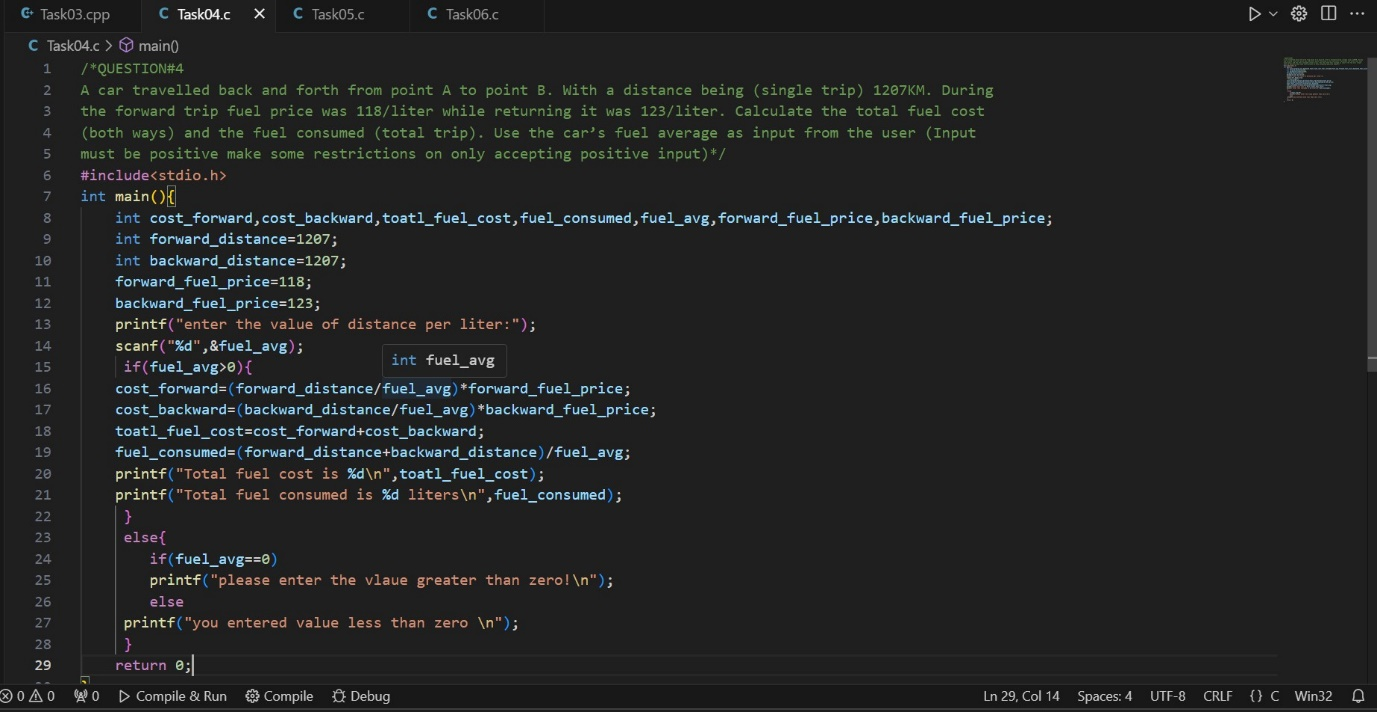 Task03.cpp Task04.c Task05.c Task06.c
C Task04.c > main()
1 /*QUESTION#4
2 A car travelled back and forth from point A to point B. With a distance being (single trip) 1207KM. During
3 the forward trip fuel price was 118/liter while returning it was 123/liter. Calculate the total fuel cost
4 (both ways) and the fuel consumed (total trip). Use the car’s fuel average as input from the user (Input
5 must be positive make some restrictions on only accepting positive input)*/
6 #include<stdio.h>
7 int main(){
8 int cost_forward,cost_backward,toatl_fuel_cost,fuel_consumed,fuel_avg,forward_fuel_price,backward_fuel_price;
9 int forward_distance=1207;
10 int backward_distance=1207;
11 forward_fuel_price=118;
12 backward_fuel_price=123;
13 printf("enter the value of distance per liter:");
14 scanf("%d",&fuel_avg);
int fuel_avg
15 if(fuel_avg>0){
16 cost_forward=(forward_distance/fuel_avg)*forward_fuel_price;
17 cost_backward=(backward_distance/fuel_avg)*backward_fuel_price;
18 toatl_fuel_cost=cost_forward+cost_backward;
19 fuel_consumed=(forward_distance+backward_distance)/fuel_avg;
20 printf("Total fuel cost is %d\n",toatl_fuel_cost);
21 printf("Total fuel consumed is %d liters\n",fuel_consumed);
22 }
23 else{
24 if(fuel_avg==0)
25 printf("please enter the vlaue greater than zero!\n");
26 else
27 printf("you entered value less than zero \n");
28 }
29 return 0;
0 0 0 Compile & Run Compile Debug Ln 29, Col 14 Spaces: 4 UTF-8 CRLF {} C Win32